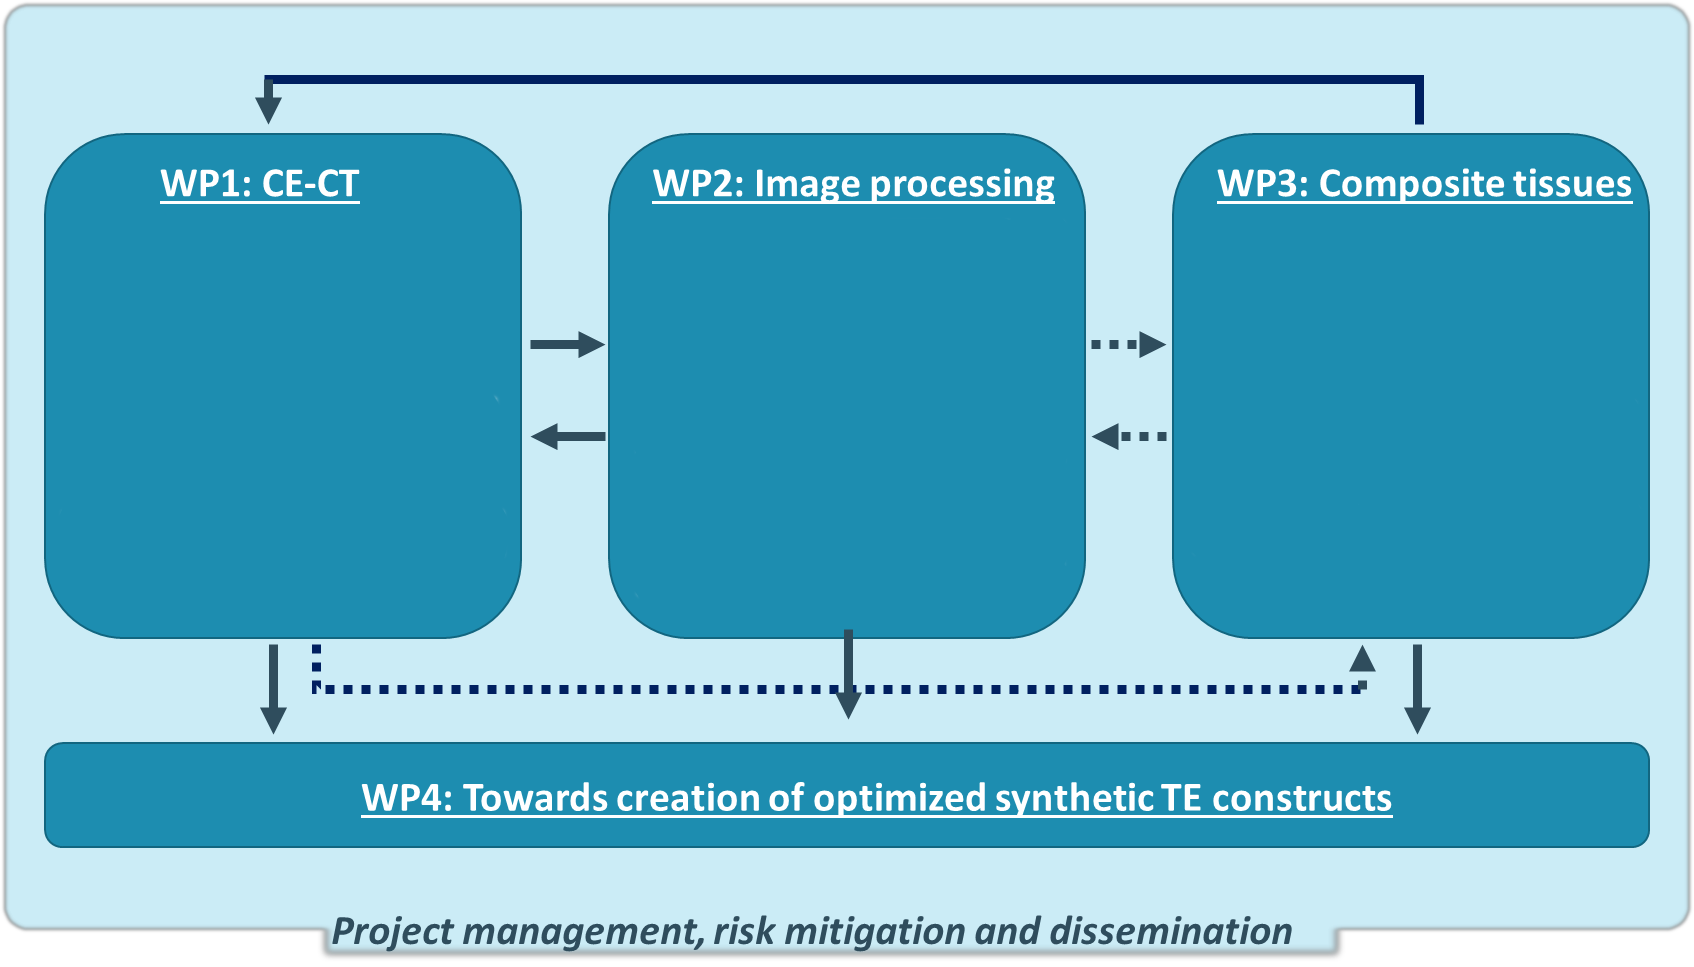 WP1: CE-CT
WP2: Image processing
WP3: Composite tissues
WP4: Towards creation of optimized synthetic TE constructs
Project management, risk mitigation and dissemination